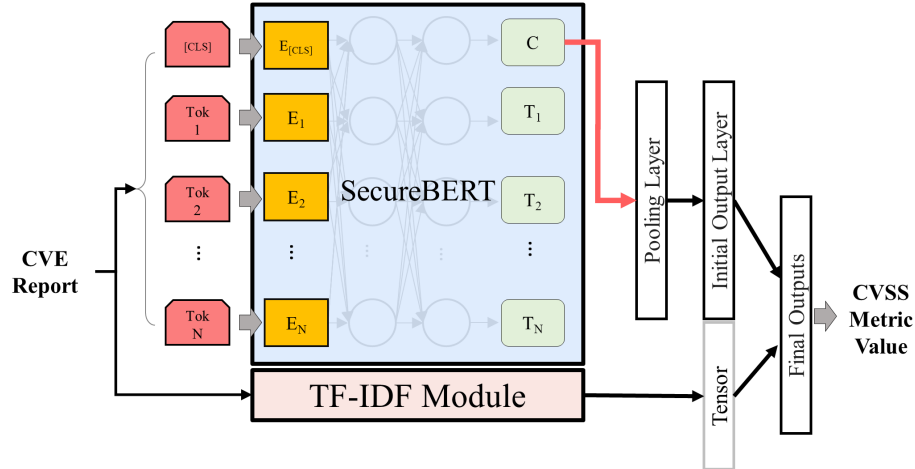 [CLS]
E[CLS]
C
Tok
1
E1
T1
Tok
2
E2
T2
SecureBERT
...
...
...
Tok
N
EN
TN
CVE
Report
TF-IDF Module
Pooling Layer
Initial Output Layer
Tensor
Final Outputs
CVSS
Metric
Value